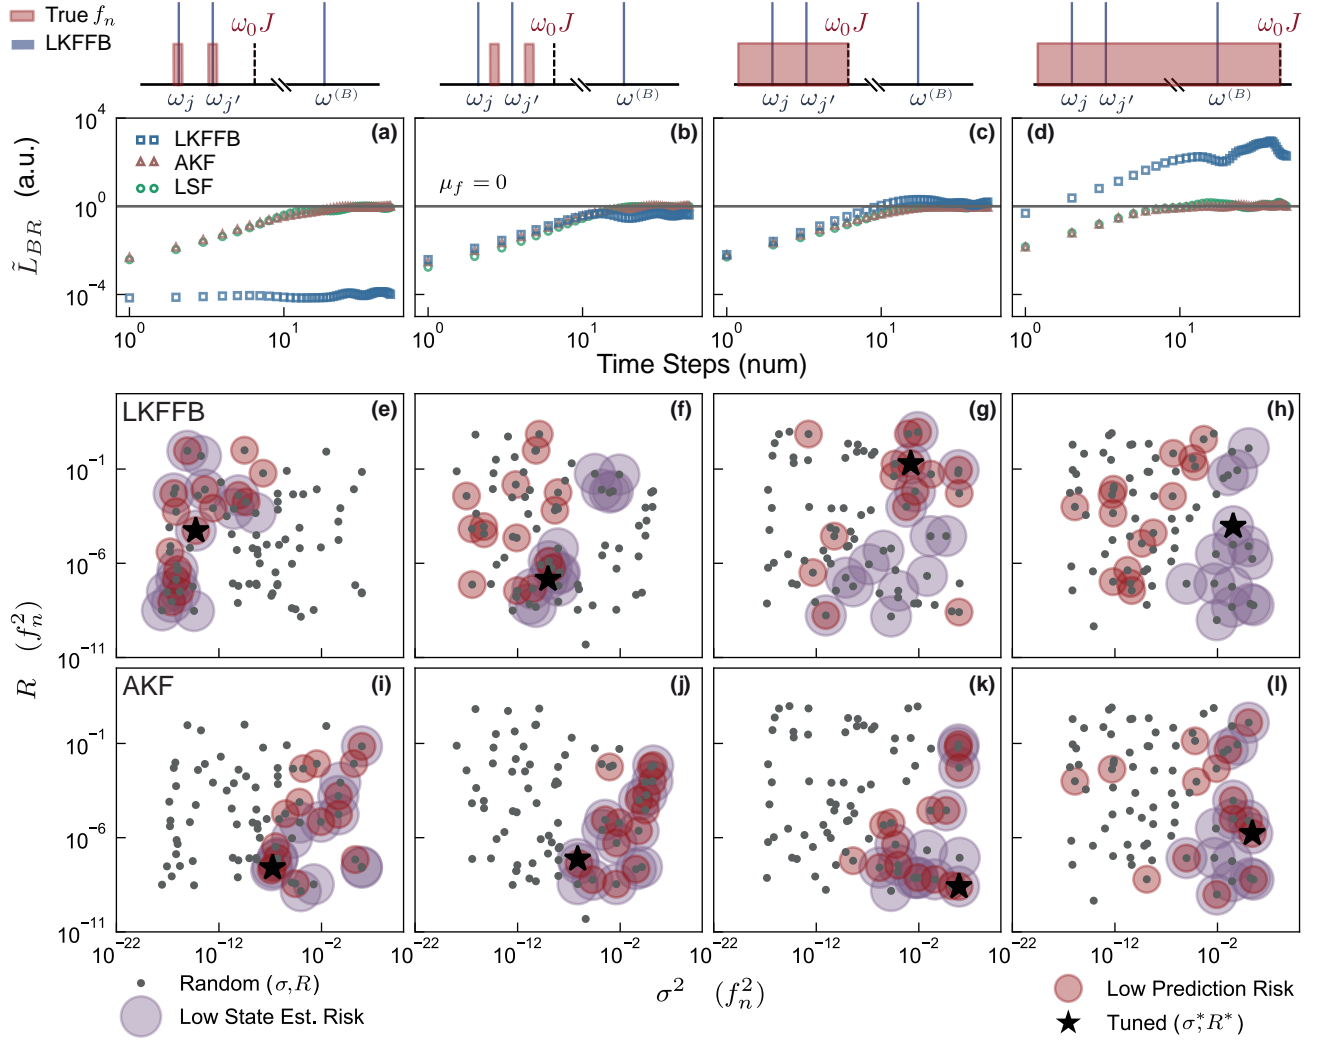 True f_n
LKFFB
ω_0 J
ω_0 J
ω_0 J
ω_0 J
ω_j ω_j′ ω^(B)
ω_j ω_j′ ω^(B)
ω_j ω_j′ ω^(B)
ω_j ω_j′ ω^(B)
(a) (b) (c) (d)
LKFFB
AKF
LSF
μ_f = 0
10^4
10^0
10^−4
L̃_BR (a.u.)
10^0 10^1 10^0 10^1 10^0 10^1 10^0 10^1
Time Steps (num)
LKFFB
(e) (f) (g) (h)
10^−1
10^−6
10^−11
R (f_n^2)
AKF
(i) (j) (k) (l)
10^−1
10^−6
10^−11
10^−22 10^−12 10^−2 10^−22 10^−12 10^−2 10^−22 10^−12 10^−2 10^−22 10^−12 10^−2 10
σ^2 (f_n^2)
Random (σ, R)
Low State Est. Risk
Low Prediction Risk
Tuned (σ^*, R^*)